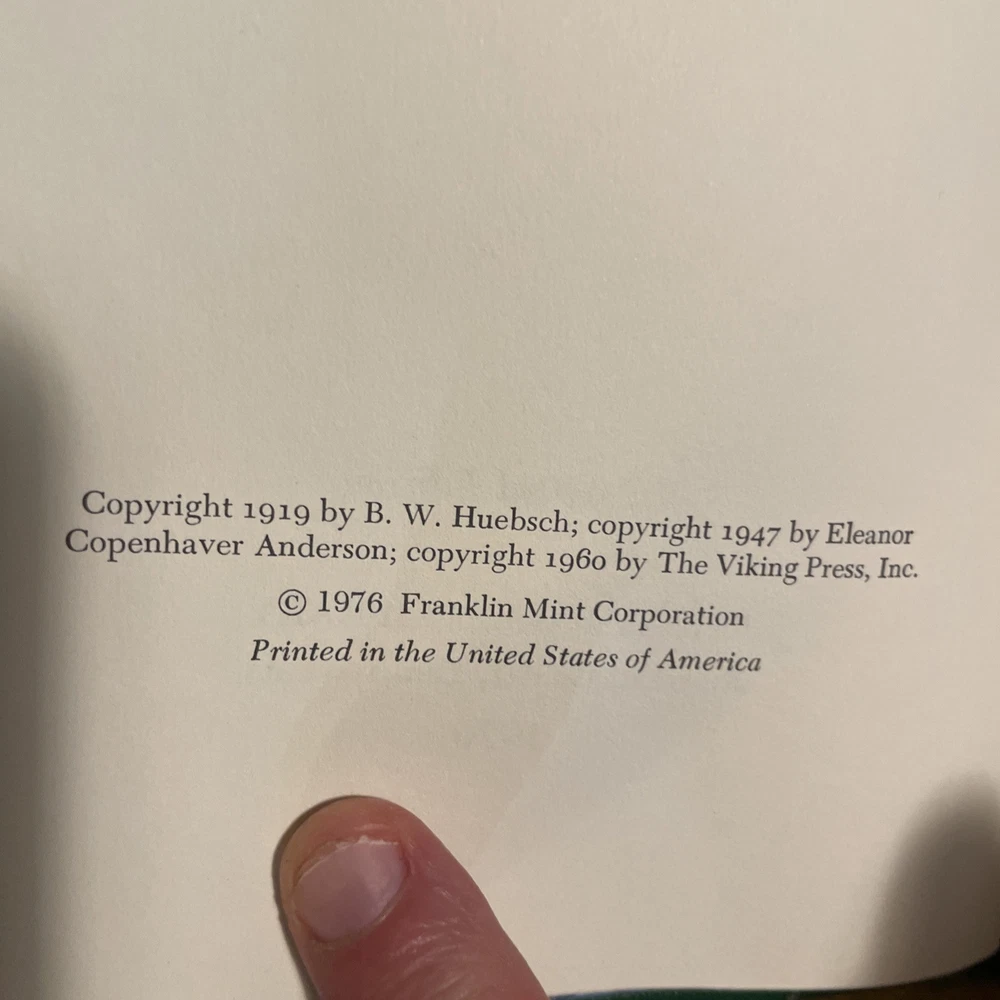 Copyright 1919 by B. W. Huebsch; copyright 1947 by Eleanor
Copenhaver Anderson; copyright 1960 by The Viking Press, Inc.
© 1976 Franklin Mint Corporation
Printed in the United States of America